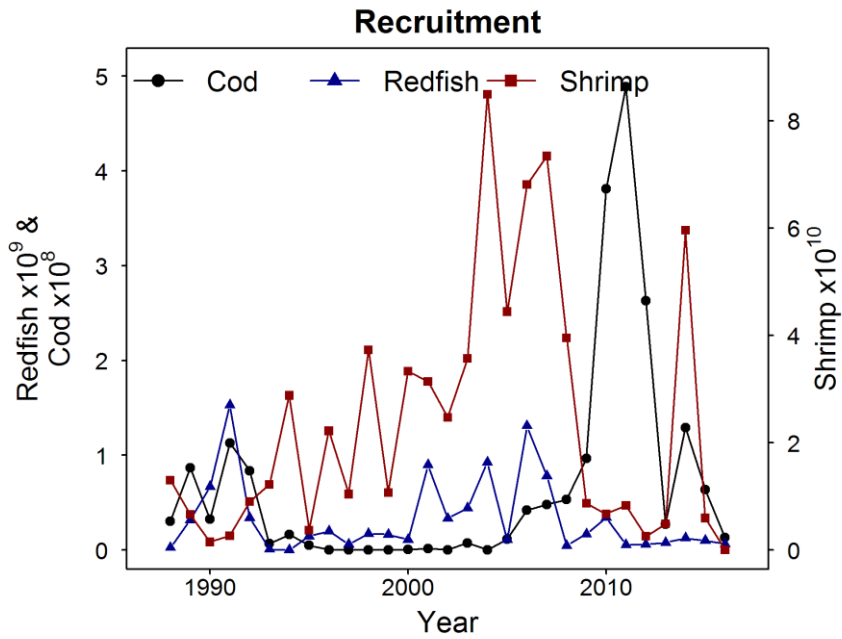 Recruitment
Cod Redfish Shrimp
Redfish x10⁹ &
Cod x10⁸
5
4
3
2
1
0
8
6
4
2
0
Shrimp x10¹⁰
1990 2000 2010
Year